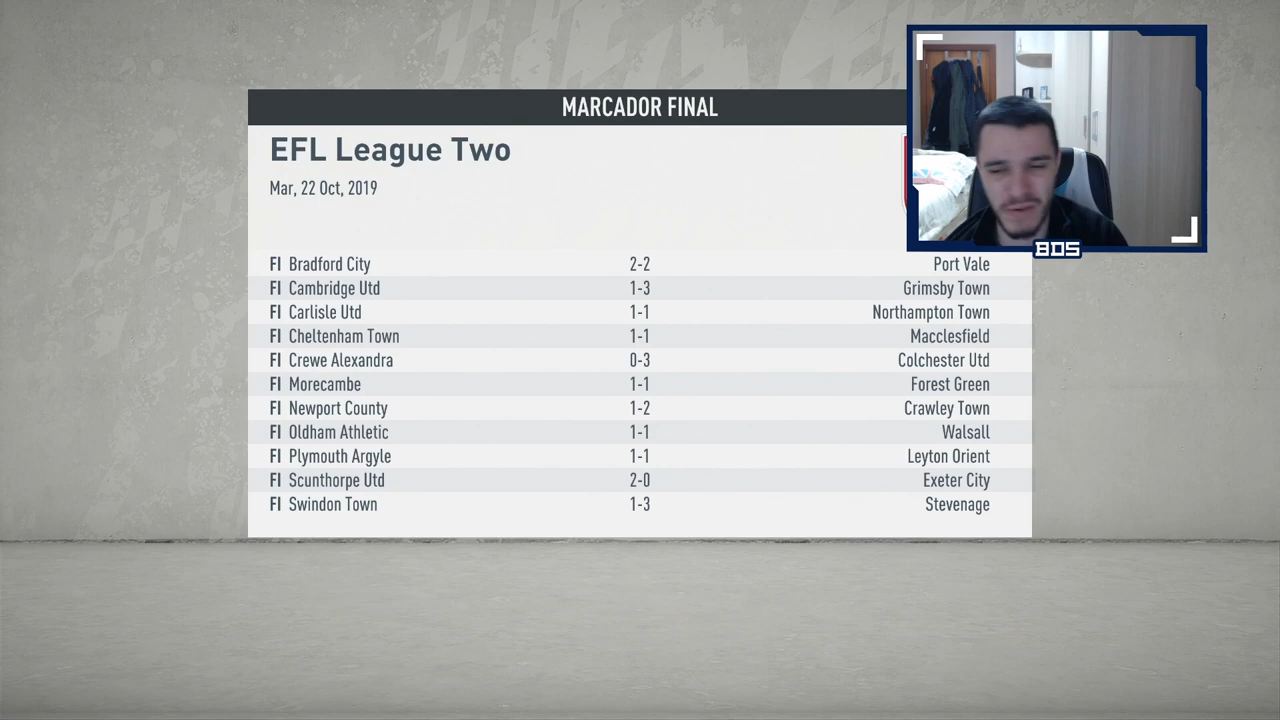 MARCADOR FINAL
EFL League Two
Mar, 22 Oct, 2019
BDS
FI Bradford City 2-2 Port Vale
FI Cambridge Utd 1-3 Grimsby Town
FI Carlisle Utd 1-1 Northampton Town
FI Cheltenham Town 1-1 Macclesfield
FI Crewe Alexandra 0-3 Colchester Utd
FI Morecambe 1-1 Forest Green
FI Newport County 1-2 Crawley Town
FI Oldham Athletic 1-1 Walsall
FI Plymouth Argyle 1-1 Leyton Orient
FI Scunthorpe Utd 2-0 Exeter City
FI Swindon Town 1-3 Stevenage